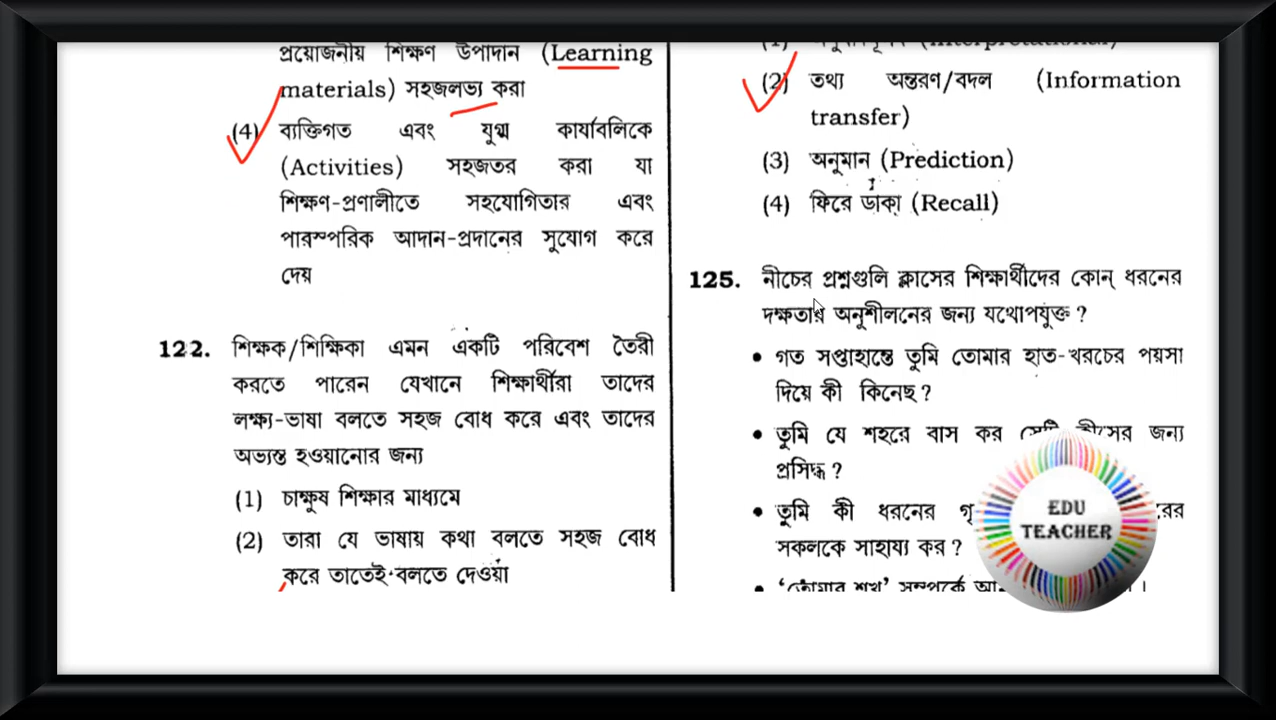 প্রয়োজনীয় শিক্ষণ উপাদান (Learning
materials) সহজলভ্য করা
(4) ব্যক্তিগত এবং যুগ্ম কার্যাবলিকে
(Activities) সহজতর করা যা
শিক্ষণ-প্রণালীতে সহযোগিতার এবং
পারস্পরিক আদান-প্রদানের সুযোগ করে
দেয়
122. শিক্ষক/শিক্ষিকা এমন একটি পরিবেশ তৈরী
করতে পারেন যেখানে শিক্ষার্থীরা তাদের
লক্ষ্য-ভাষা বলতে সহজ বোধ করে এবং তাদের
অভ্যস্ত হওয়ানোর জন্য
(1) চাক্ষুষ শিক্ষার মাধ্যমে
(2) তারা যে ভাষায় কথা বলতে সহজ বোধ
করে তাতেই বলতে দেওয়া
(2) তথ্য অন্তরণ/বদল (Information
transfer)
(3) অনুমান (Prediction)
(4) ফিরে ডাকা (Recall)
125. নীচের প্রশ্নগুলি ক্লাসের শিক্ষার্থীদের কোন্ ধরনের
দক্ষতার অনুশীলনের জন্য যথোপযুক্ত ?
• গত সপ্তাহান্তে তুমি তোমার হাত-খরচের পয়সা
দিয়ে কী কিনেছ ?
• তুমি যে শহরে বাস কর জন্য
প্রসিদ্ধ ?
• তুমি কী ধরনের
সকলকে সাহায্য কর ?
• সম্পর্কে
EDU
TEACHER